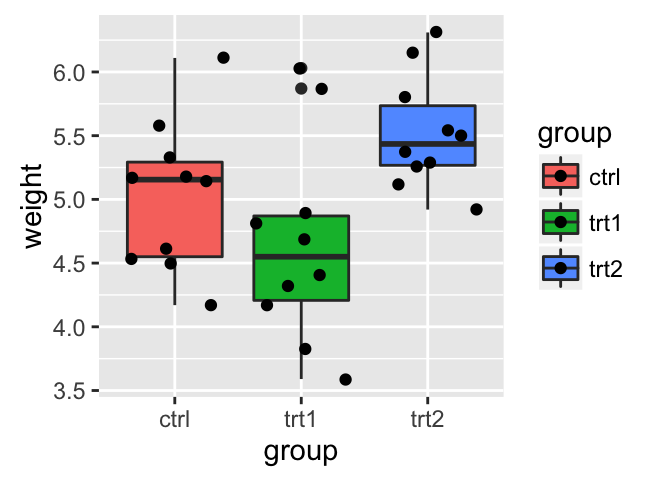 weight
6.0
5.5
5.0
4.5
4.0
3.5
ctrl trt1 trt2
group
group
ctrl
trt1
trt2